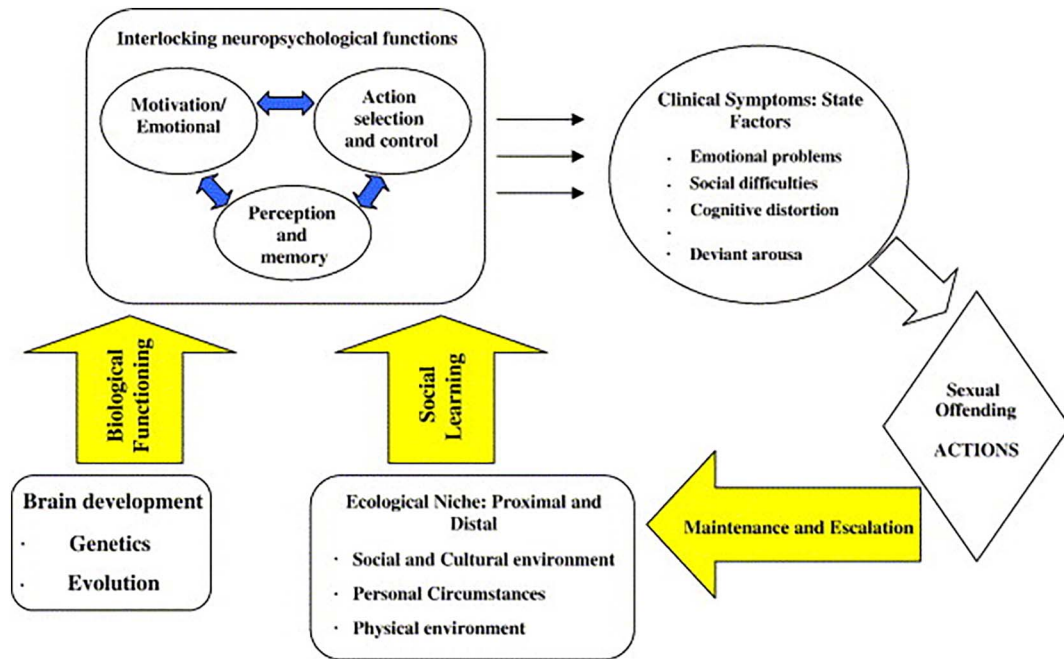 Interlocking neuropsychological functions
Motivation/
Emotional
Action
selection
and control
Perception
and
memory
Clinical Symptoms: State
Factors
· Emotional problems
· Social difficulties
· Cognitive distortion
·
· Deviant arousa
Biological
Functioning
Social
Learning
Sexual
Offending
ACTIONS
Brain development
· Genetics
· Evolution
Ecological Niche: Proximal and
Distal
· Social and Cultural environment
· Personal Circumstances
· Physical environment
Maintenance and Escalation